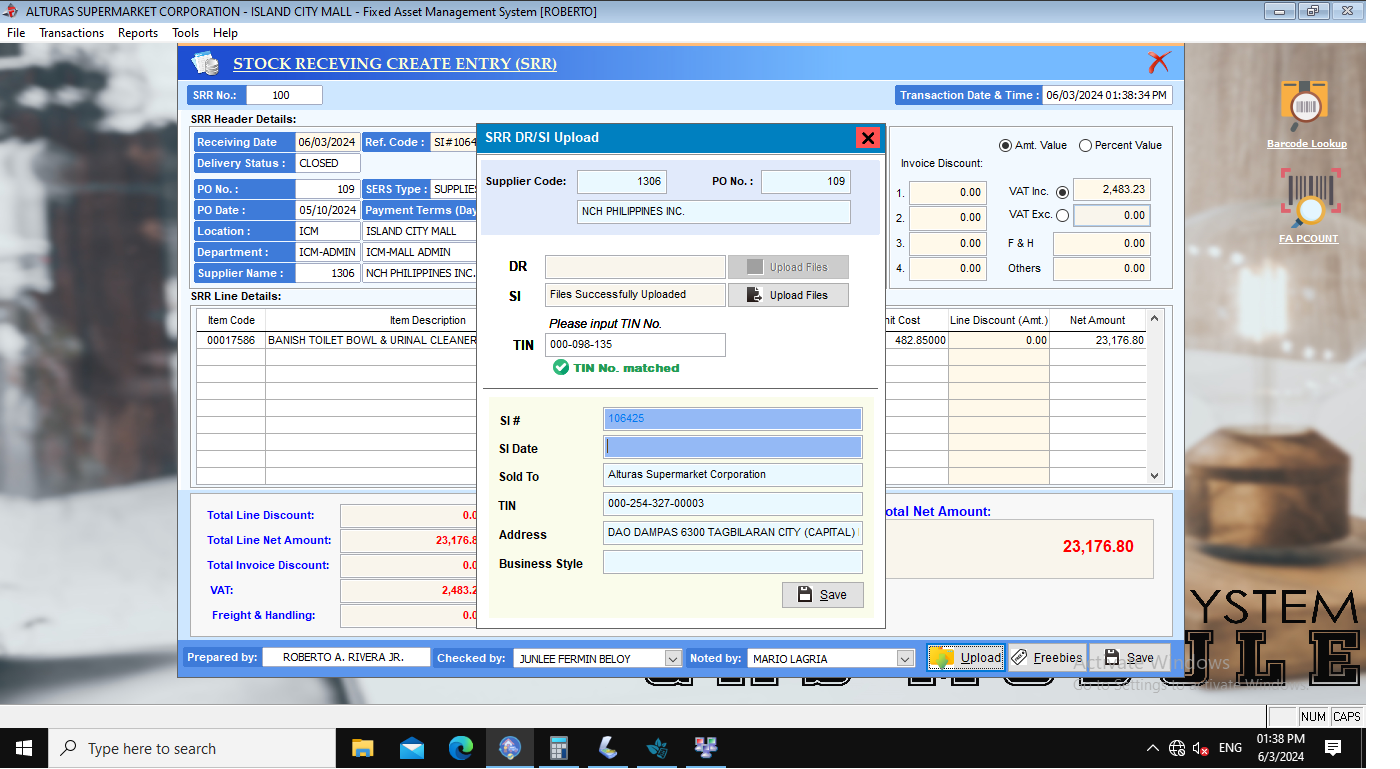 ALTURAS SUPERMARKET CORPORATION - ISLAND CITY MALL - Fixed Asset Management System [ROBERTO]
File Transactions Reports Tools Help
STOCK RECEVING CREATE ENTRY (SRR)
SRR No.: 100
Transaction Date & Time : 06/03/2024 01:38:34 PM
SRR Header Details:
Receiving Date 06/03/2024 Ref. Code : SI#1064
Delivery Status : CLOSED
PO No. : 109 SERS Type : SUPPLIES
PO Date : 05/10/2024 Payment Terms (Day
Location : ICM ISLAND CITY MALL
Department : ICM-ADMIN ICM-MALL ADMIN
Supplier Name : 1306 NCH PHILIPPINES INC.
Amt. Value Percent Value
Invoice Discount:
1. 0.00 VAT Inc. 2,483.23
2. 0.00 VAT Exc. 0.00
3. 0.00 F & H 0.00
4. 0.00 Others 0.00
SRR Line Details:
Item Code Item Description nit Cost Line Discount (Amt.) Net Amount
00017586 BANISH TOILET BOWL & URINAL CLEANER 482.85000 0.00 23,176.80
SRR DR/SI Upload
Supplier Code: 1306 PO No. : 109
NCH PHILIPPINES INC.
DR Upload Files
SI Files Successfully Uploaded Upload Files
Please input TIN No.
TIN 000-098-135
TIN No. matched
SI # 106425
SI Date
Sold To Alturas Supermarket Corporation
TIN 000-254-327-00003
Address DAO DAMPAS 6300 TAGBILARAN CITY (CAPITAL)
Business Style
Save
Total Line Discount: 0.0
Total Line Net Amount: 23,176.8
Total Invoice Discount: 0.0
VAT: 2,483.2
Freight & Handling: 0.0
otal Net Amount:
23,176.80
Prepared by: ROBERTO A. RIVERA JR. Checked by: JUNLEE FERMIN BELOY Noted by: MARIO LAGRIA Upload Freebies Save
Barcode Lookup
FA PCOUNT
YSTEM
ULE
Activate Windows
Go to Settings to activate Windows.
NUM CAPS
Type here to search
ENG
01:38 PM
6/3/2024